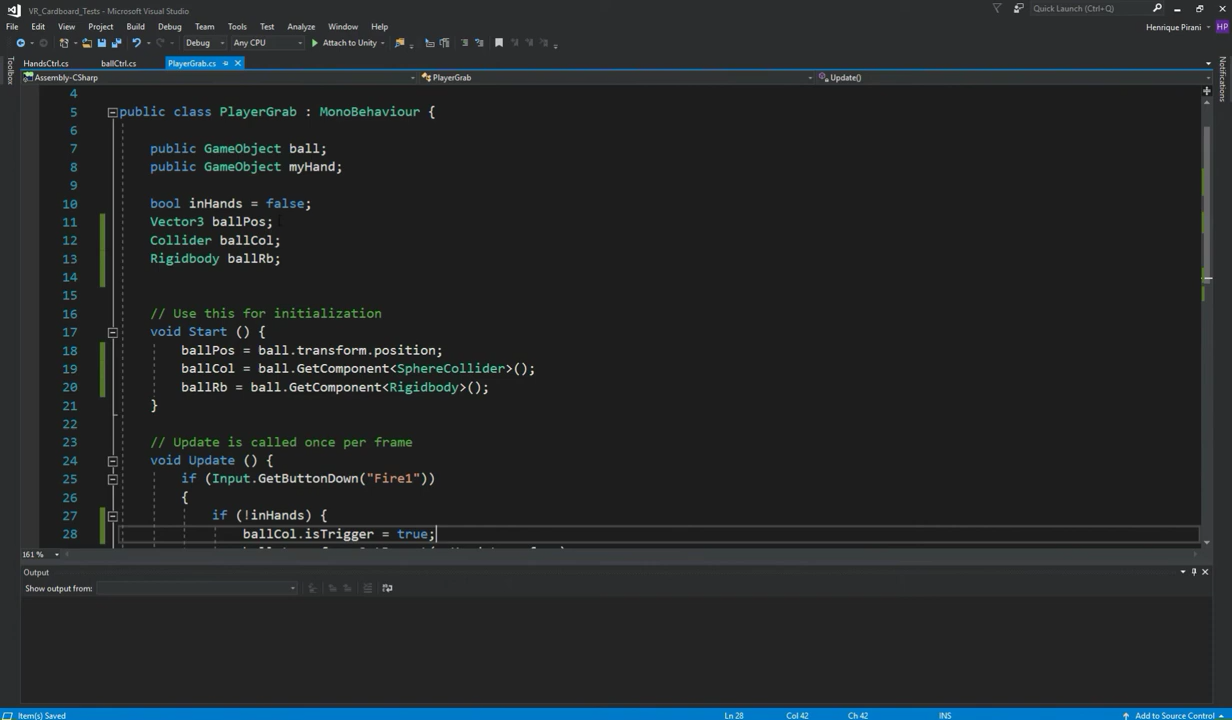 VR_Cardboard_Tests - Microsoft Visual Studio
Quick Launch (Ctrl+Q)
File Edit View Project Build Debug Team Tools Test Analyze Window Help
Henrique Pirani HP
Debug Any CPU Attach to Unity
HandsCtrl.cs ballCtrl.cs PlayerGrab.cs
Toolbox
Notifications
Assembly-CSharp PlayerGrab Update()
4
5 public class PlayerGrab : MonoBehaviour {
6
7 public GameObject ball;
8 public GameObject myHand;
9
10 bool inHands = false;
11 Vector3 ballPos;
12 Collider ballCol;
13 Rigidbody ballRb;
14
15
16 // Use this for initialization
17 void Start () {
18 ballPos = ball.transform.position;
19 ballCol = ball.GetComponent<SphereCollider>();
20 ballRb = ball.GetComponent<Rigidbody>();
21 }
22
23 // Update is called once per frame
24 void Update () {
25 if (Input.GetButtonDown("Fire1"))
26 {
27 if (!inHands) {
28 ballCol.isTrigger = true;
161 %
Output
Show output from:
Item(s) Saved Ln 28 Col 42 Ch 42 INS Add to Source Control